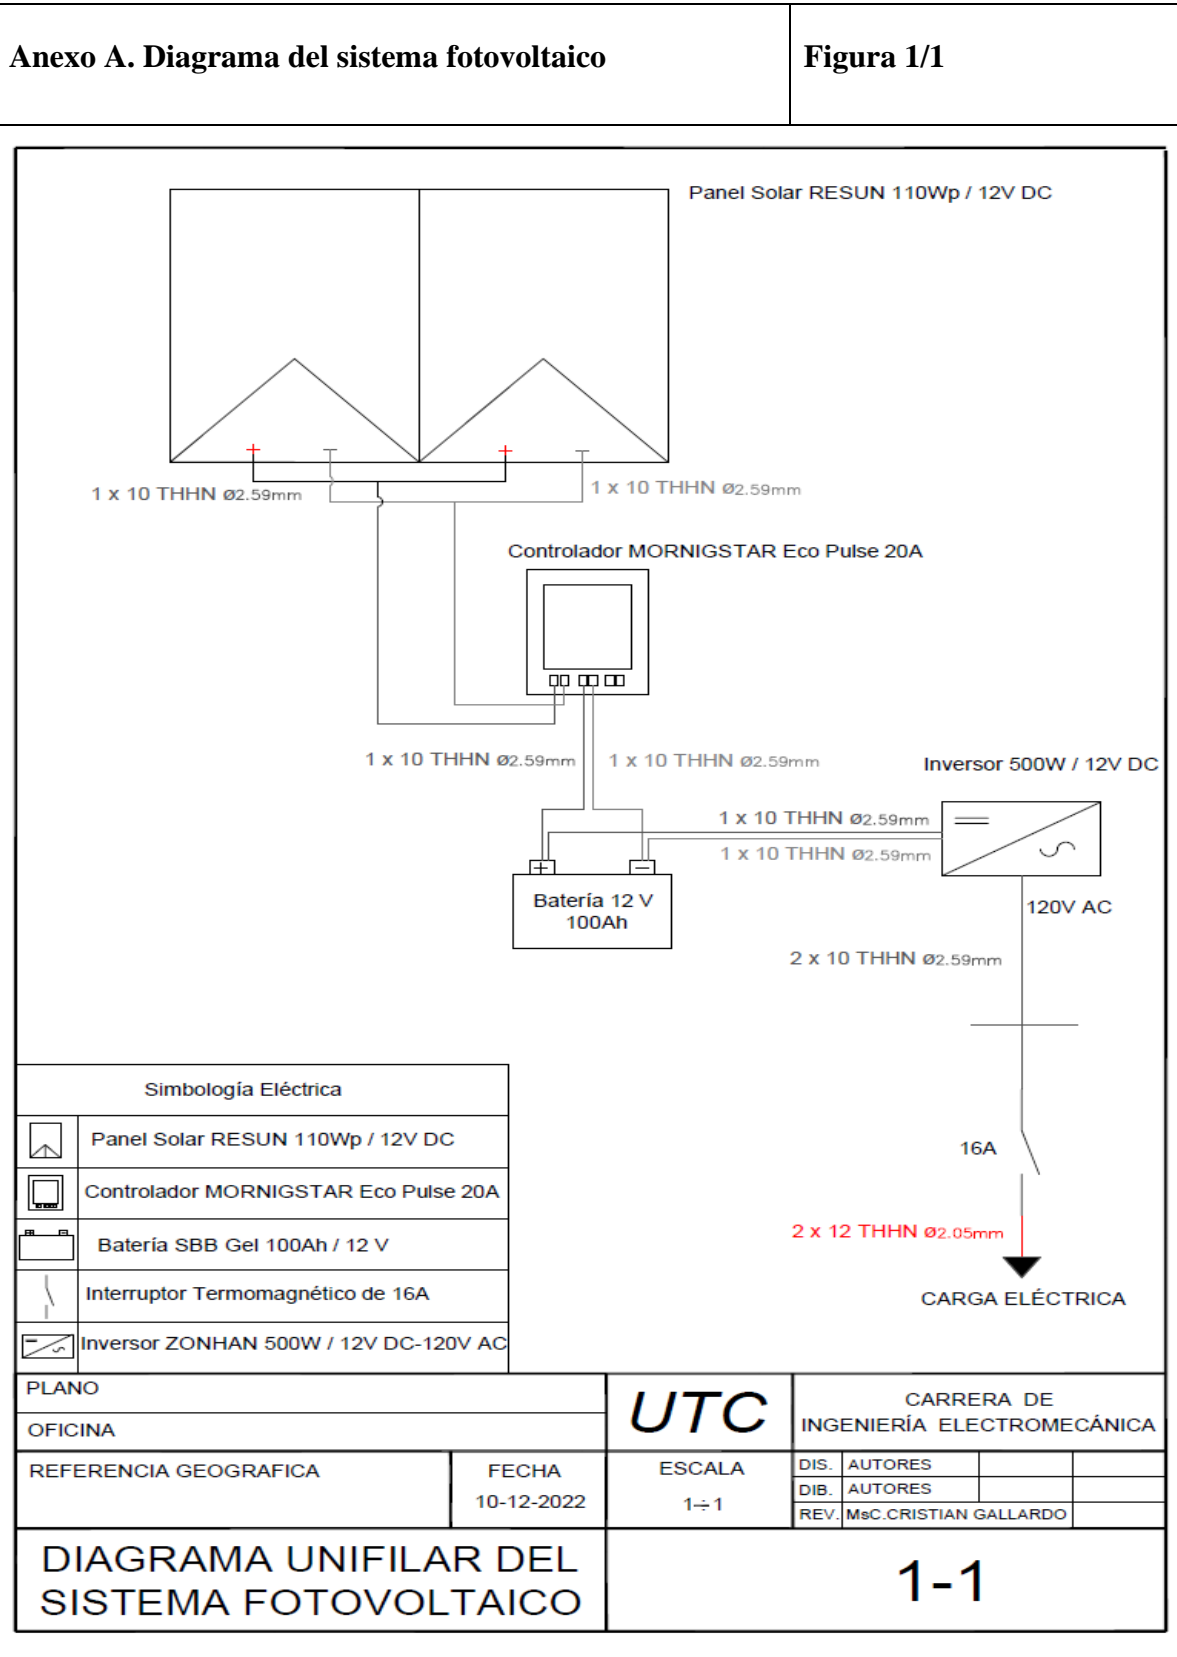 Anexo A. Diagrama del sistema fotovoltaico
Figura 1/1
Panel Solar RESUN 110Wp / 12V DC
+
−
+
−
1 x 10 THHN ø2.59mm
1 x 10 THHN ø2.59mm
Controlador MORNIGSTAR Eco Pulse 20A
1 x 10 THHN ø2.59mm
1 x 10 THHN ø2.59mm
Inversor 500W / 12V DC
1 x 10 THHN ø2.59mm
1 x 10 THHN ø2.59mm
+
−
Batería 12 V
100Ah
120V AC
2 x 10 THHN ø2.59mm
16A
2 x 12 THHN ø2.05mm
CARGA ELÉCTRICA
Simbología Eléctrica
Panel Solar RESUN 110Wp / 12V DC
Controlador MORNIGSTAR Eco Pulse 20A
Batería SBB Gel 100Ah / 12 V
Interruptor Termomagnético de 16A
Inversor ZONHAN 500W / 12V DC-120V AC
PLANO
OFICINA
UTC
CARRERA DE
INGENIERÍA ELECTROMECÁNICA
REFERENCIA GEOGRAFICA
FECHA
10-12-2022
ESCALA
1÷1
DIS. AUTORES
DIB. AUTORES
REV. MsC.CRISTIAN GALLARDO
DIAGRAMA UNIFILAR DEL
SISTEMA FOTOVOLTAICO
1-1